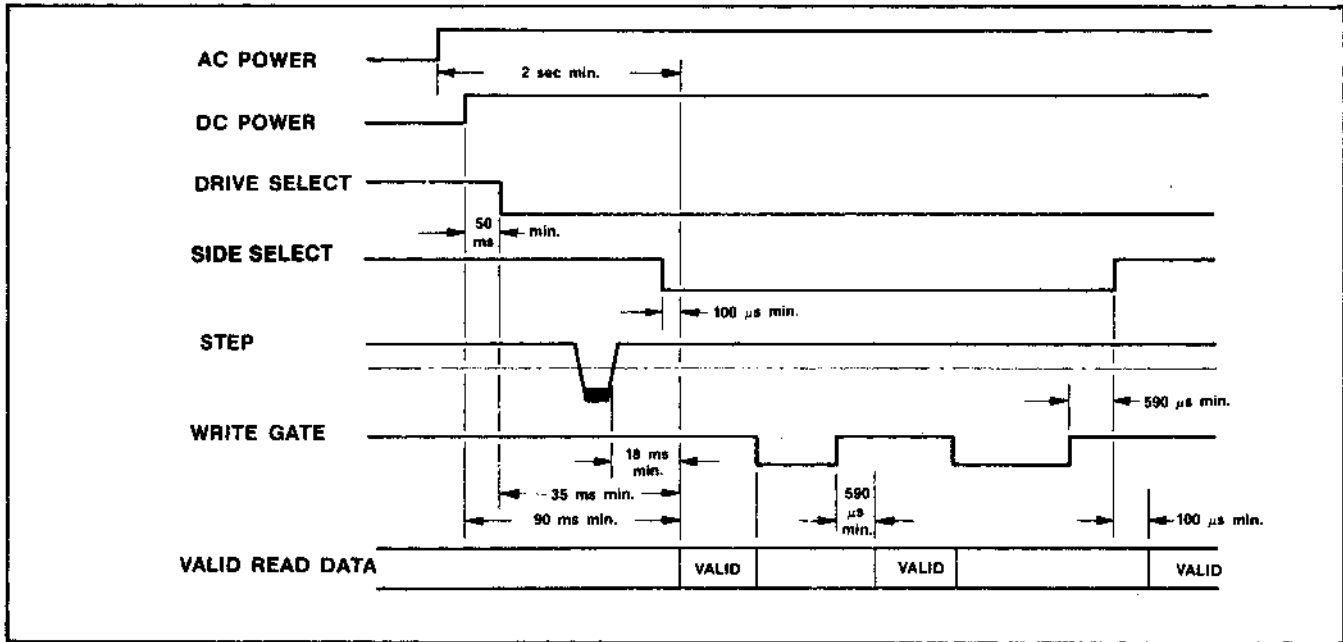 AC POWER
2 sec min.
DC POWER
DRIVE SELECT
50
ms
min.
SIDE SELECT
100 µs min.
STEP
590 µs min.
WRITE GATE
18 ms
min.
35 ms min.
590
µs
min.
90 ms min.
100 µs min.
VALID READ DATA
VALID
VALID
VALID